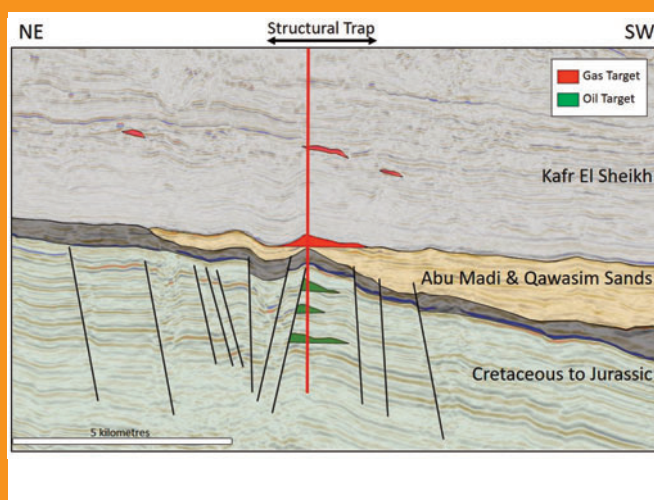 NE
Structural Trap
SW
Gas Target
Oil Target
Kafr El Sheikh
Abu Madi & Qawasim Sands
Cretaceous to Jurassic
5 kilometres